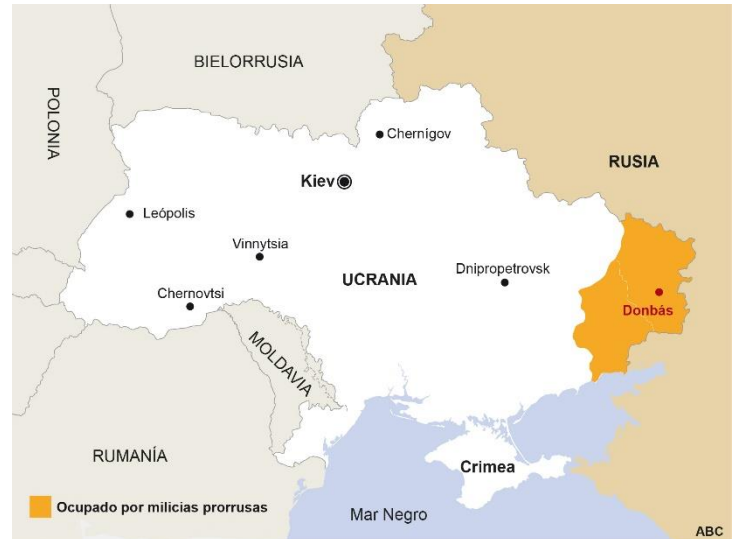 BIELORRUSIA
POLONIA
Chernígov
RUSIA
Kiev
Leópolis
Vinnytsia
UCRANIA
Dnipropetrovsk
Chernovtsi
Donbás
MOLDAVIA
RUMANÍA
Crimea
Ocupado por milicias prorrusas
Mar Negro
ABC